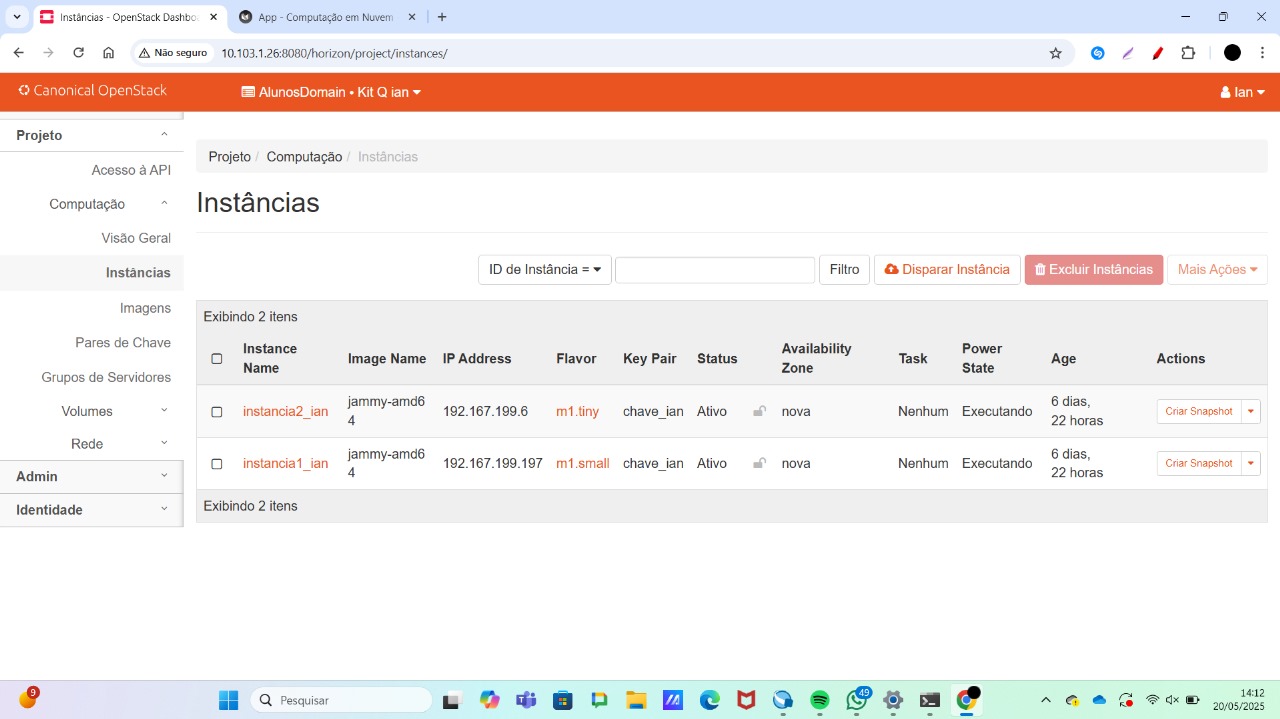 Instâncias - OpenStack Dashbo
App - Computação em Nuvem
Não seguro
10.103.1.26:8080/horizon/project/instances/
Canonical OpenStack
AlunosDomain • Kit Q ian
Ian
Projeto
Acesso à API
Computação
Visão Geral
Instâncias
Imagens
Pares de Chave
Grupos de Servidores
Volumes
Rede
Admin
Identidade
Projeto / Computação / Instâncias
Instâncias
ID de Instância =
Filtro
Disparar Instância
Excluir Instâncias
Mais Ações
Exibindo 2 itens
Instance Name
Image Name
IP Address
Flavor
Key Pair
Status
Availability Zone
Task
Power State
Age
Actions
instancia2_ian
jammy-amd6
4
192.167.199.6
m1.tiny
chave_ian
Ativo
nova
Nenhum
Executando
6 dias,
22 horas
Criar Snapshot
instancia1_ian
jammy-amd6
4
192.167.199.197
m1.small
chave_ian
Ativo
nova
Nenhum
Executando
6 dias,
22 horas
Criar Snapshot
Exibindo 2 itens
9
Pesquisar
49
14:12
20/05/2025